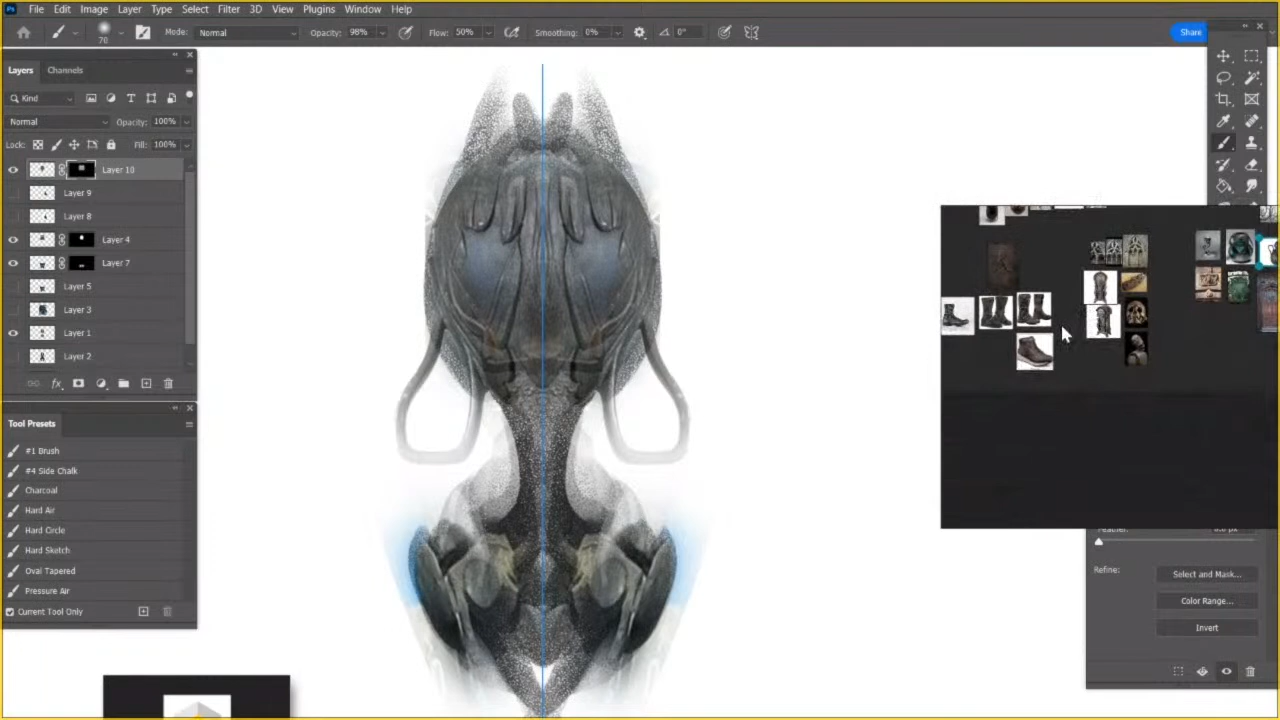 Ps File Edit Image Layer Type Select Filter 3D View Plugins Window Help
70 Mode: Normal Opacity: 98% Flow: 50% Smoothing: 0% 0° Share
Layers Channels
Kind
Normal Opacity: 100%
Lock: Fill: 100%
Layer 10
Layer 9
Layer 8
Layer 4
Layer 7
Layer 5
Layer 3
Layer 1
Layer 2
fx
Tool Presets
#1 Brush
#4 Side Chalk
Charcoal
Hard Air
Hard Circle
Hard Sketch
Oval Tapered
Pressure Air
Current Tool Only
Refine:
Select and Mask...
Color Range...
Invert